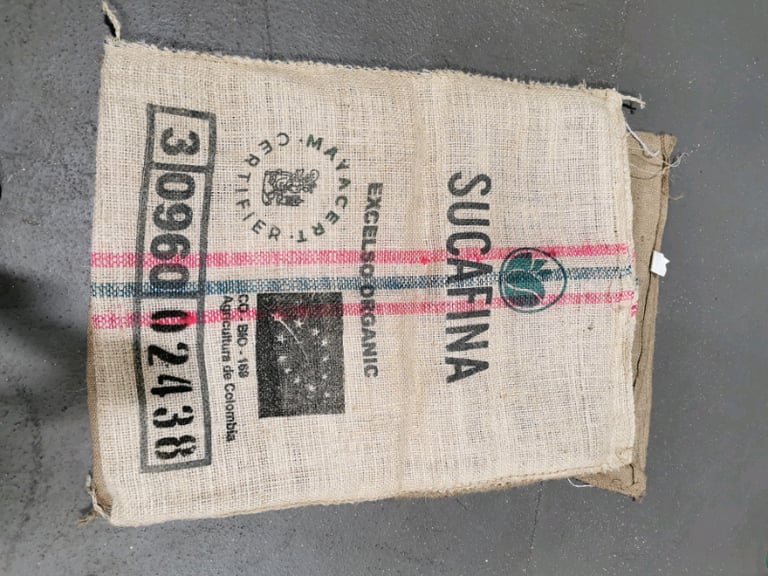 SUCAFINA
EXCELSO ORGANIC
MAYACERT · CERTIFIER ·
CO - BIO - 169
Agricultura de Colombia
3 0960 02438